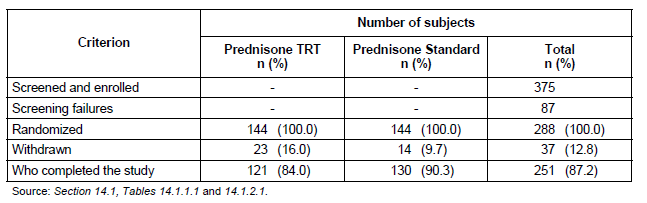 Criterion Number of subjects
Prednisone TRT Prednisone Standard Total
n (%) n (%) n (%)
Screened and enrolled - - 375
Screening failures - - 87
Randomized 144 (100.0) 144 (100.0) 288 (100.0)
Withdrawn 23 (16.0) 14 (9.7) 37 (12.8)
Who completed the study 121 (84.0) 130 (90.3) 251 (87.2)
Source: Section 14.1, Tables 14.1.1.1 and 14.1.2.1.